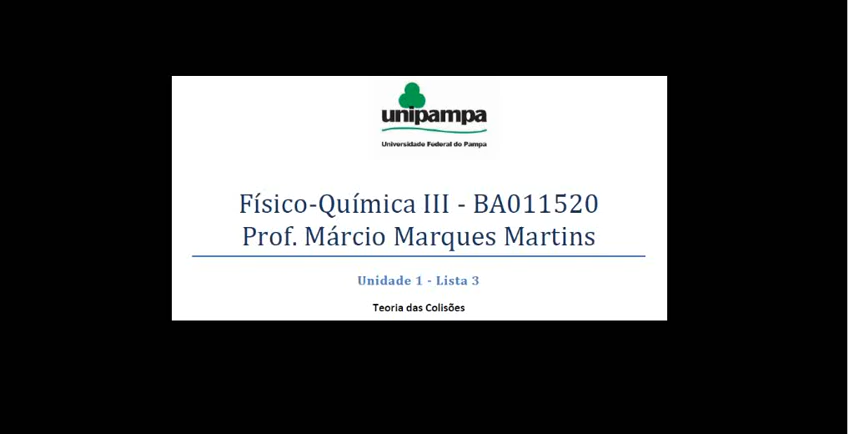 unipampa
Universidade Federal do Pampa
Físico-Química III - BA011520
Prof. Márcio Marques Martins
Unidade 1 - Lista 3
Teoria das Colisões